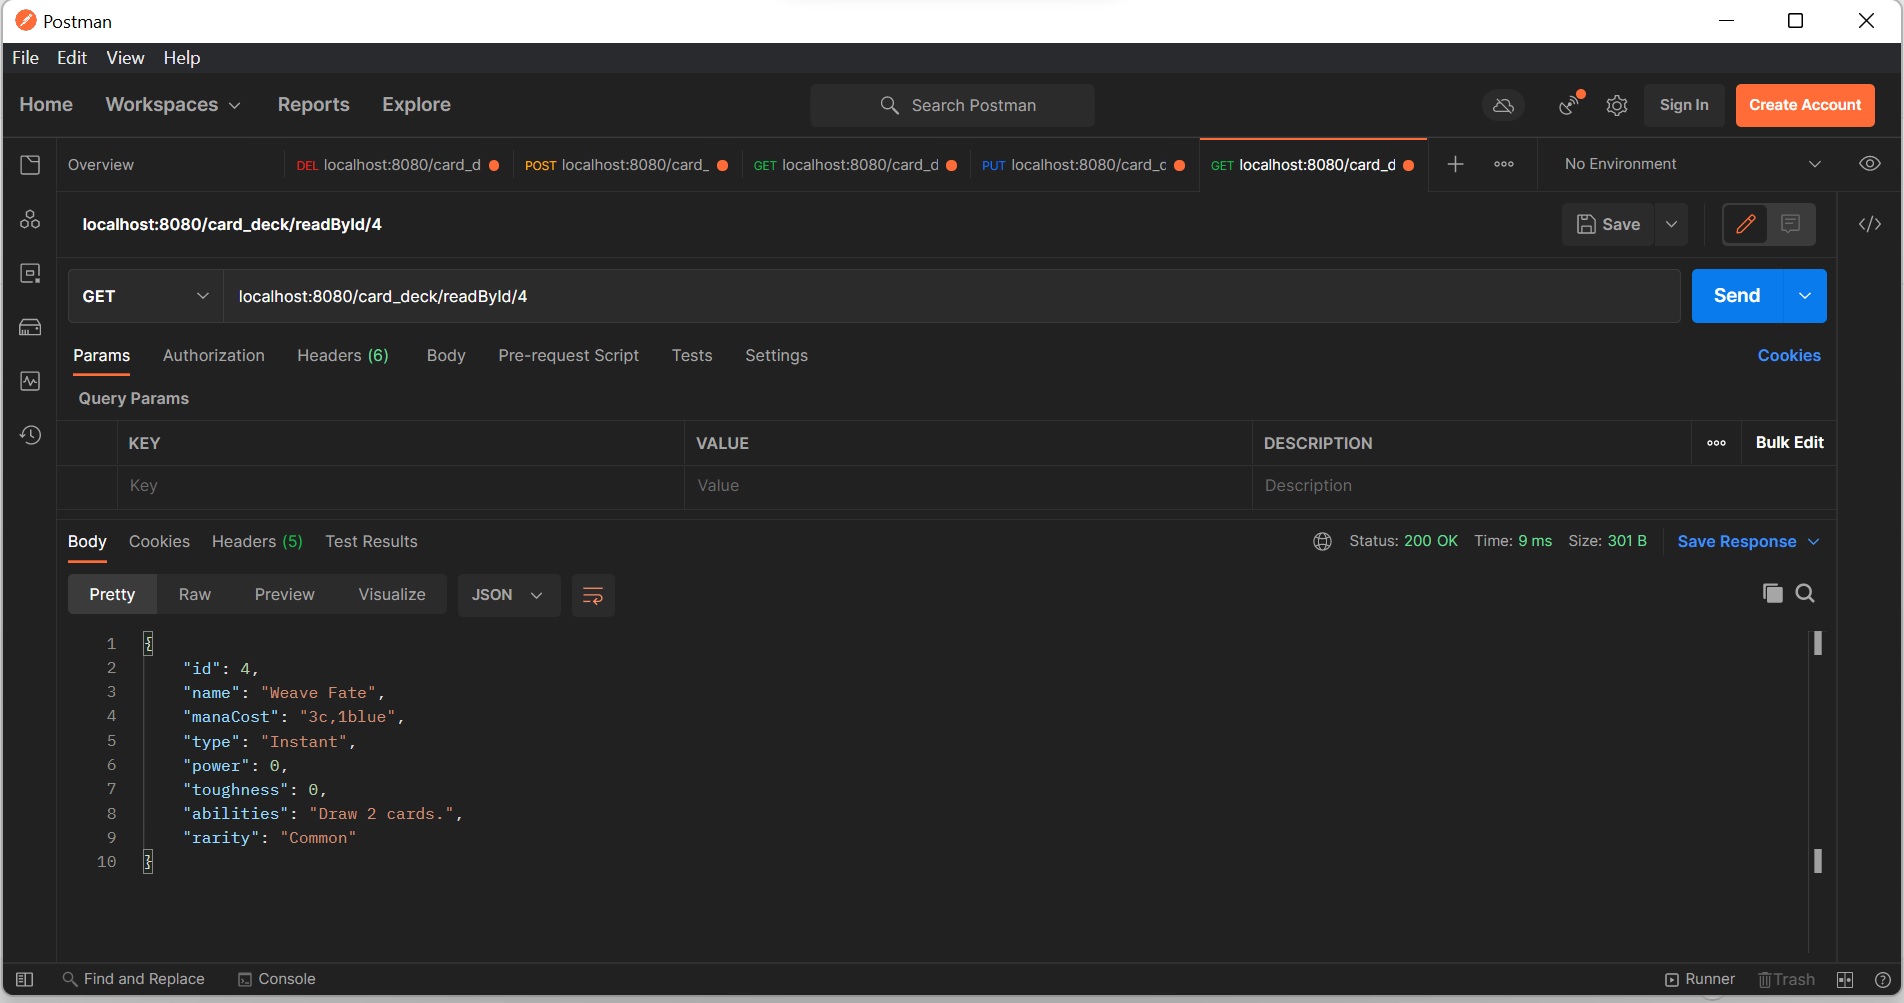 Postman
File Edit View Help
Home Workspaces Reports Explore Search Postman Sign In Create Account
Overview DEL localhost:8080/card_d POST localhost:8080/card_ GET localhost:8080/card_d PUT localhost:8080/card_c GET localhost:8080/card_d No Environment
localhost:8080/card_deck/readById/4 Save
GET localhost:8080/card_deck/readById/4 Send
Params Authorization Headers (6) Body Pre-request Script Tests Settings Cookies
Query Params
KEY VALUE DESCRIPTION Bulk Edit
Key Value Description
Body Cookies Headers (5) Test Results Status: 200 OK Time: 9 ms Size: 301 B Save Response
Pretty Raw Preview Visualize JSON
1 {
2 "id": 4,
3 "name": "Weave Fate",
4 "manaCost": "3c,1blue",
5 "type": "Instant",
6 "power": 0,
7 "toughness": 0,
8 "abilities": "Draw 2 cards.",
9 "rarity": "Common"
10 }
Find and Replace Console Runner Trash